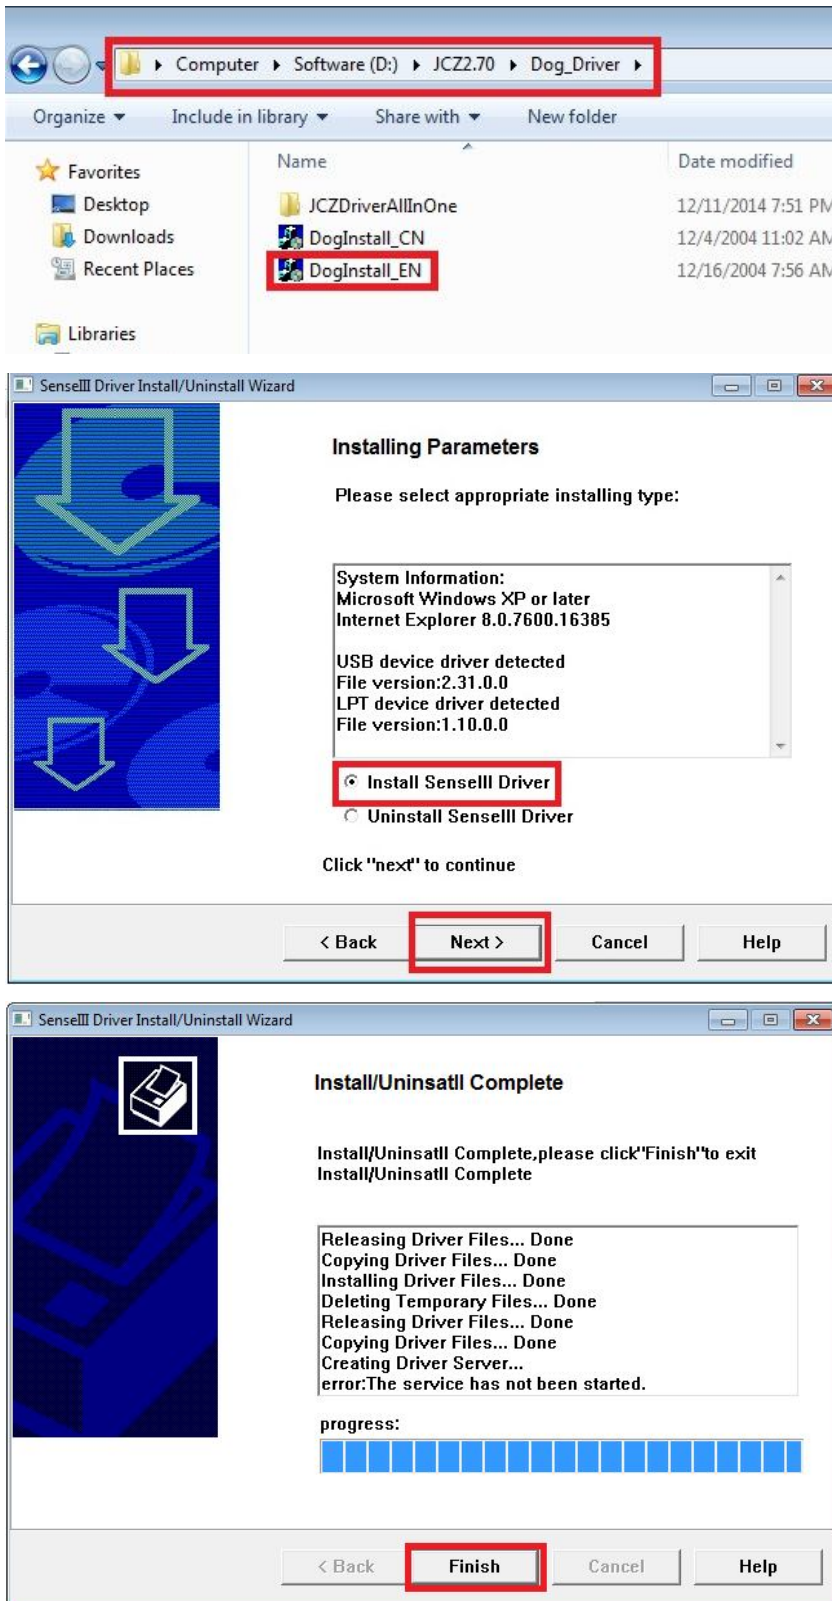 Computer ▸ Software (D:) ▸ JCZ2.70 ▸ Dog_Driver ▸
Organize ▾ Include in library ▾ Share with ▾ New folder
Favorites
Desktop
Downloads
Recent Places
Libraries
Name Date modified
JCZDriverAllInOne 12/11/2014 7:51 PM
DogInstall_CN 12/4/2004 11:02 AM
DogInstall_EN 12/16/2004 7:56 AM
SenseIII Driver Install/Uninstall Wizard
Installing Parameters
Please select appropriate installing type:
System Information:
Microsoft Windows XP or later
Internet Explorer 8.0.7600.16385
USB device driver detected
File version:2.31.0.0
LPT device driver detected
File version:1.10.0.0
Install SenseIII Driver
Uninstall SenseIII Driver
Click "next" to continue
< Back Next > Cancel Help
SenseIII Driver Install/Uninstall Wizard
Install/Uninsatll Complete
Install/Uninsatll Complete,please click"Finish"to exit
Install/Uninsatll Complete
Releasing Driver Files... Done
Copying Driver Files... Done
Installing Driver Files... Done
Deleting Temporary Files... Done
Releasing Driver Files... Done
Copying Driver Files... Done
Creating Driver Server...
error:The service has not been started.
progress:
< Back Finish Cancel Help